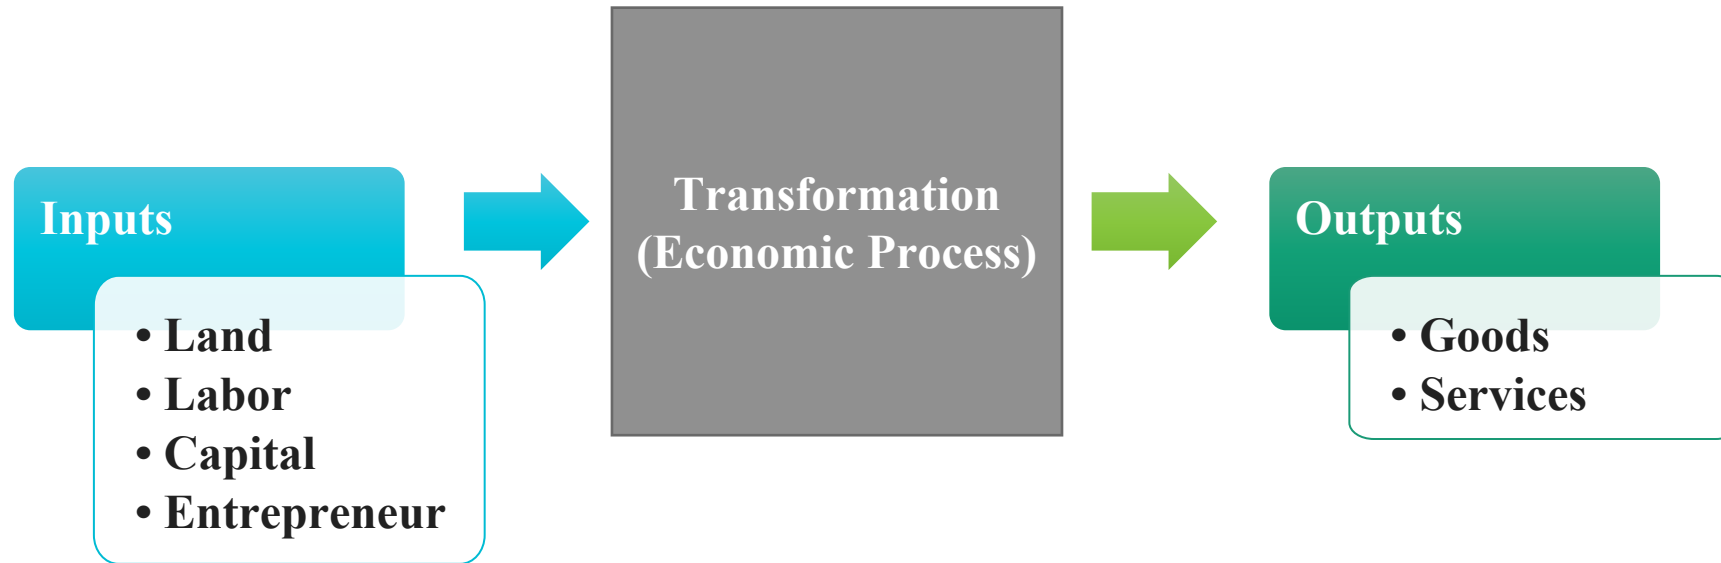 Inputs
• Land
• Labor
• Capital
• Entrepreneur
Transformation
(Economic Process)
Outputs
• Goods
• Services